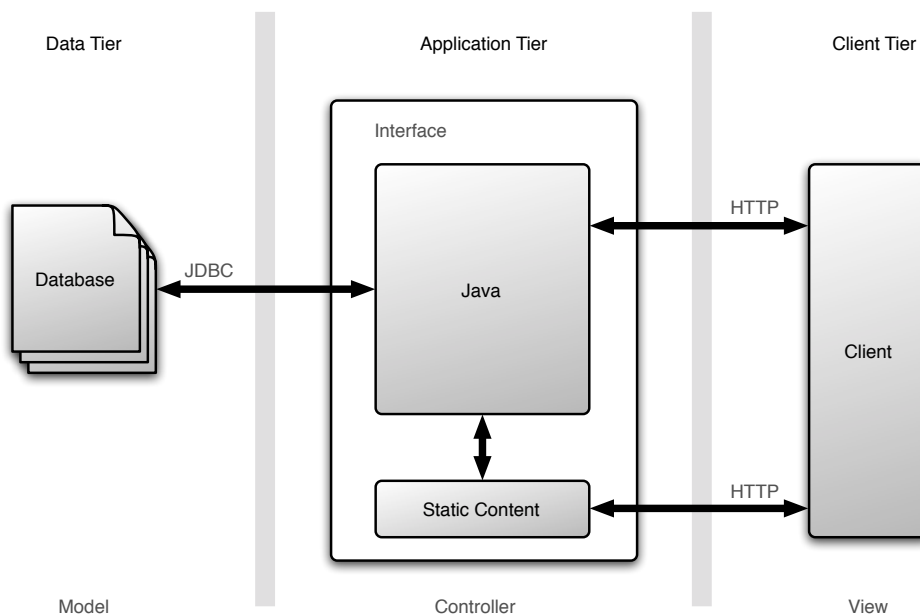 Data Tier
Application Tier
Client Tier
Interface
HTTP
JDBC
Database
Java
Client
HTTP
Static Content
Model
Controller
View